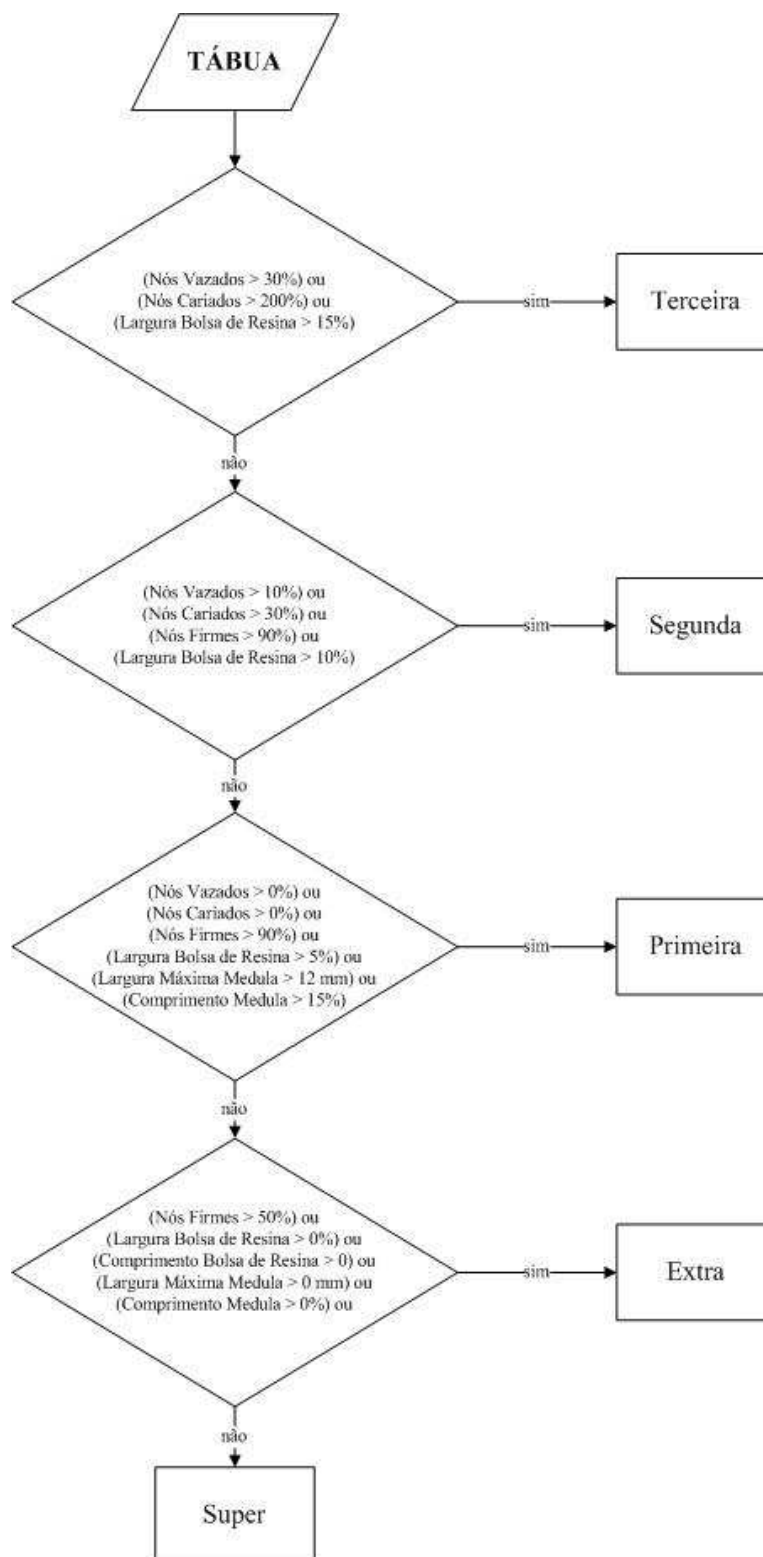 TÁBUA
(Nós Vazados > 30%) ou
(Nós Cariados > 200%) ou
(Largura Bolsa de Resina > 15%)
sim
Terceira
não
(Nós Vazados > 10%) ou
(Nós Cariados > 30%) ou
(Nós Firmes > 90%) ou
(Largura Bolsa de Resina > 10%)
sim
Segunda
não
(Nós Vazados > 0%) ou
(Nós Cariados > 0%) ou
(Nós Firmes > 90%) ou
(Largura Bolsa de Resina > 5%) ou
(Largura Máxima Medula > 12 mm) ou
(Comprimento Medula > 15%)
sim
Primeira
não
(Nós Firmes > 50%) ou
(Largura Bolsa de Resina > 0%) ou
(Comprimento Bolsa de Resina > 0) ou
(Largura Máxima Medula > 0 mm) ou
(Comprimento Medula > 0%) ou
sim
Extra
não
Super